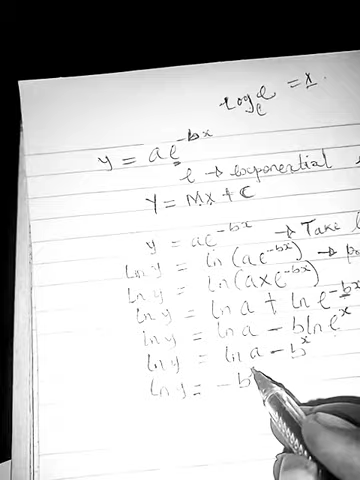 log_e e^x = x.
y = ae^-bx
e → exponential
Y = Mx + C
y = ae^-bx → Take
ln y = ln (ae^-bx) →
ln y = ln (a x e^-bx)
ln y = ln a + ln e^-bx
ln y = ln a - b ln e^x
ln y = ln a - bx
ln y = - b